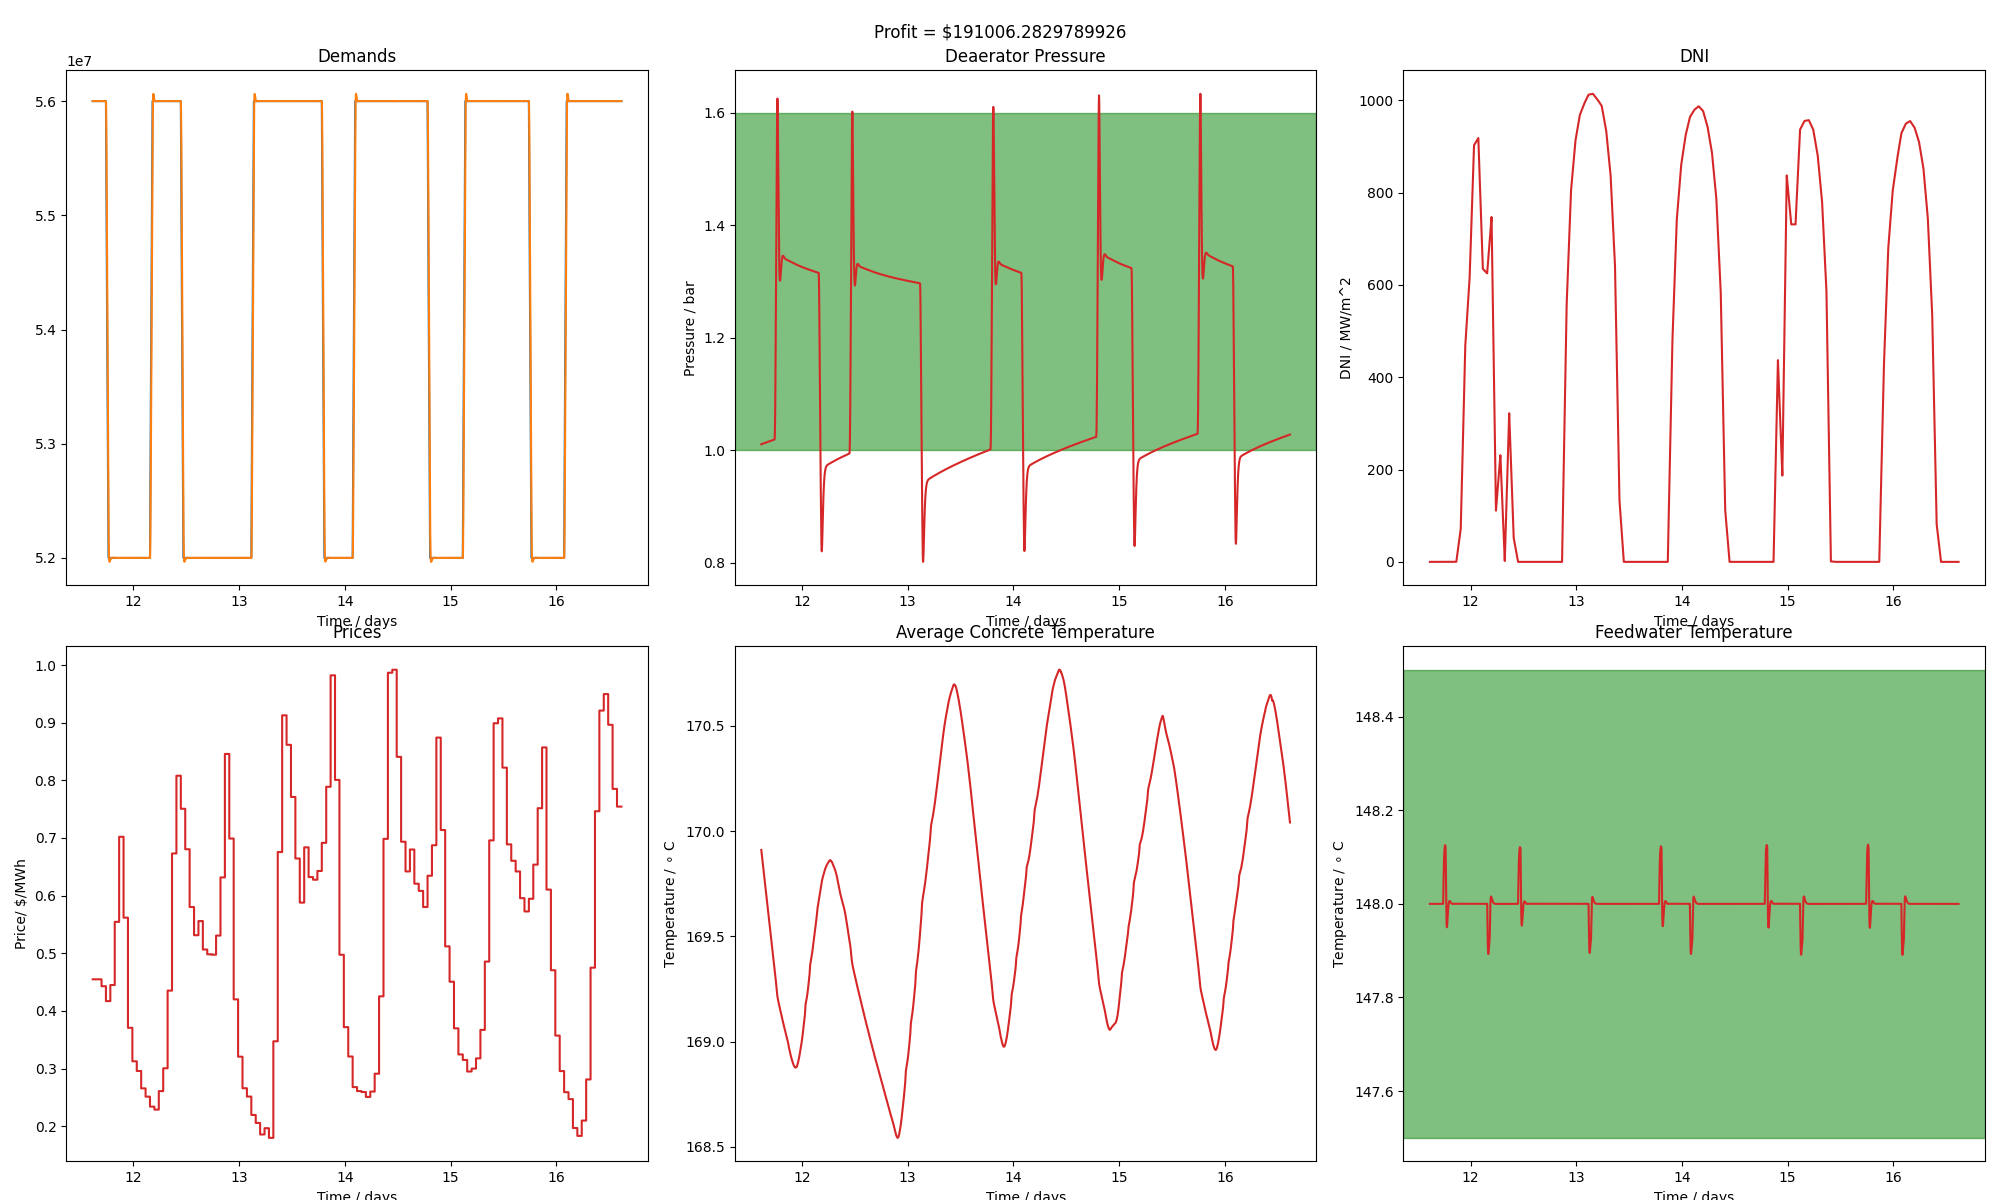 Profit = $191006.2829789926
Demands
1e7
5.6
5.5
5.4
5.3
5.2
12 13 14 15 16
Time / days
Deaerator Pressure
Pressure / bar
1.6
1.4
1.2
1.0
0.8
12 13 14 15 16
Time / days
DNI
DNI / MW/m^2
1000
800
600
400
200
0
12 13 14 15 16
Time / days
Prices
Price/ $/MWh
1.0
0.9
0.8
0.7
0.6
0.5
0.4
0.3
0.2
12 13 14 15 16
Time / days
Average Concrete Temperature
Temperature / ∘ C
170.5
170.0
169.5
169.0
168.5
12 13 14 15 16
Time / days
Feedwater Temperature
Temperature / ∘ C
148.4
148.2
148.0
147.8
147.6
12 13 14 15 16
Time / days